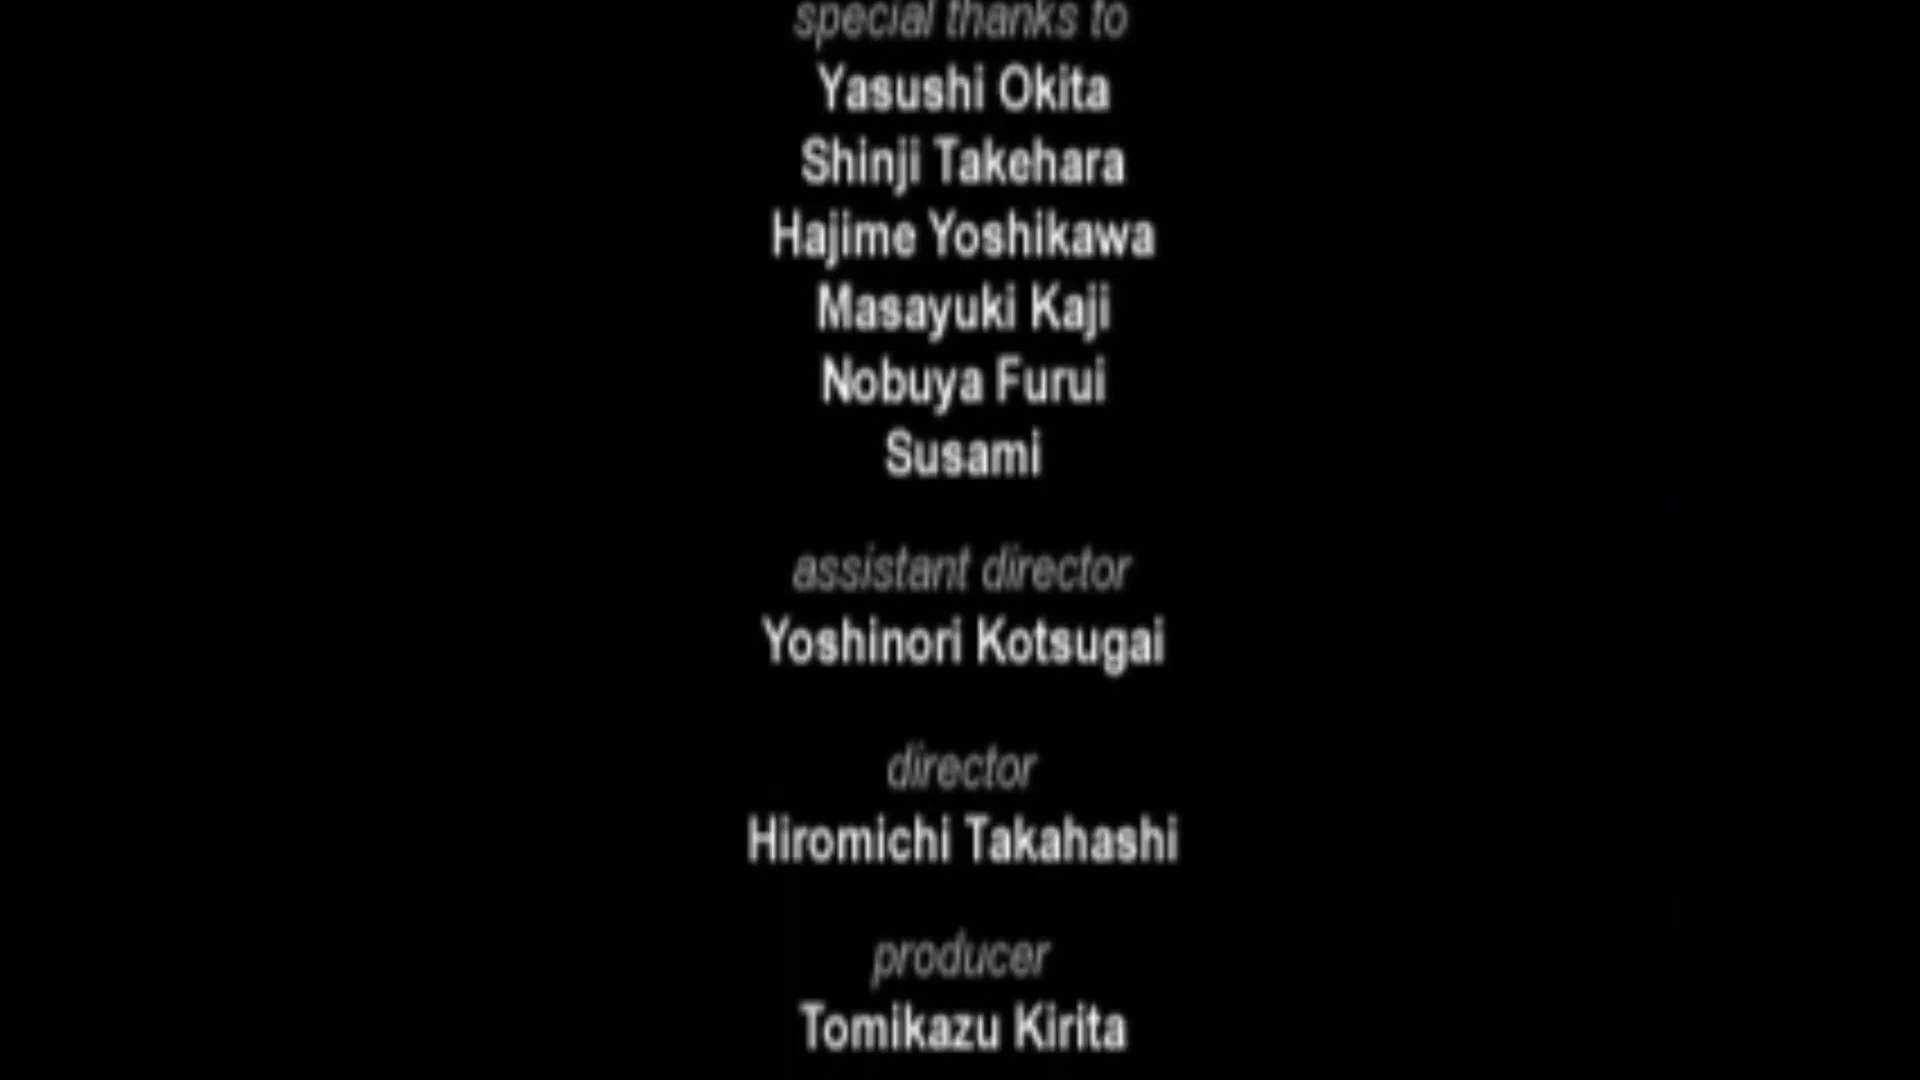 special thanks to
Yasushi Okita
Shinji Takehara
Hajime Yoshikawa
Masayuki Kaji
Nobuya Furui
Susami
assistant director
Yoshinori Kotsugai
director
Hiromichi Takahashi
producer
Tomikazu Kirita